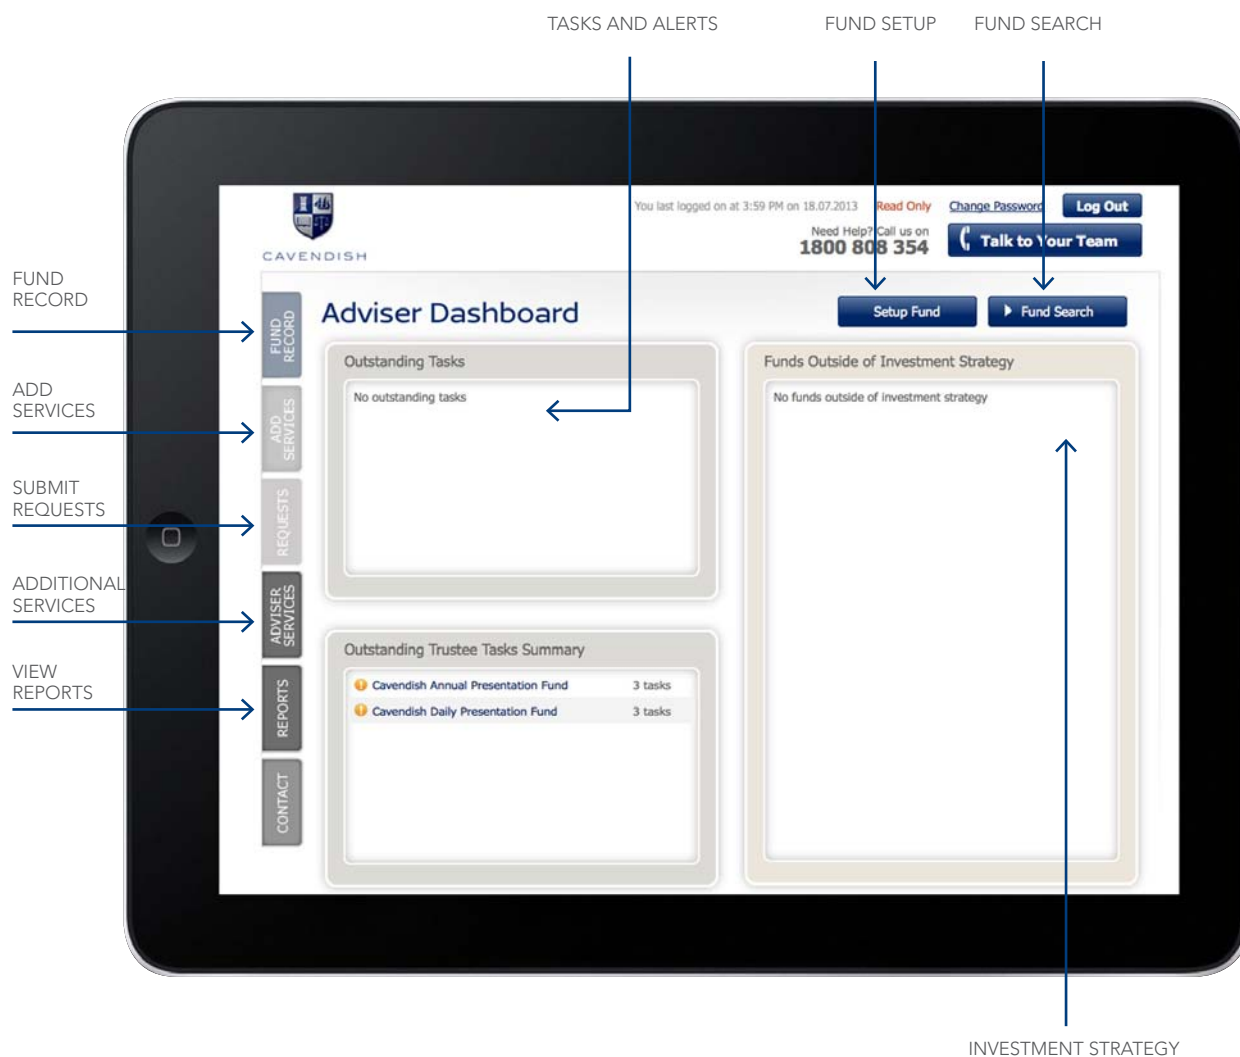 TASKS AND ALERTS
FUND SETUP
FUND SEARCH
You last logged on at 3:59 PM on 18.07.2013
Read Only
Change Password
Log Out
Need Help? Call us on
1800 808 354
Talk to Your Team
CAVENDISH
FUND
RECORD
ADD
SERVICES
SUBMIT
REQUESTS
ADDITIONAL
SERVICES
VIEW
REPORTS
FUND
RECORD
ADD
SERVICES
REQUESTS
ADVISER
SERVICES
REPORTS
CONTACT
Adviser Dashboard
Setup Fund
Fund Search
Outstanding Tasks
No outstanding tasks
Outstanding Trustee Tasks Summary
Cavendish Annual Presentation Fund 3 tasks
Cavendish Daily Presentation Fund 3 tasks
Funds Outside of Investment Strategy
No funds outside of investment strategy
INVESTMENT STRATEGY